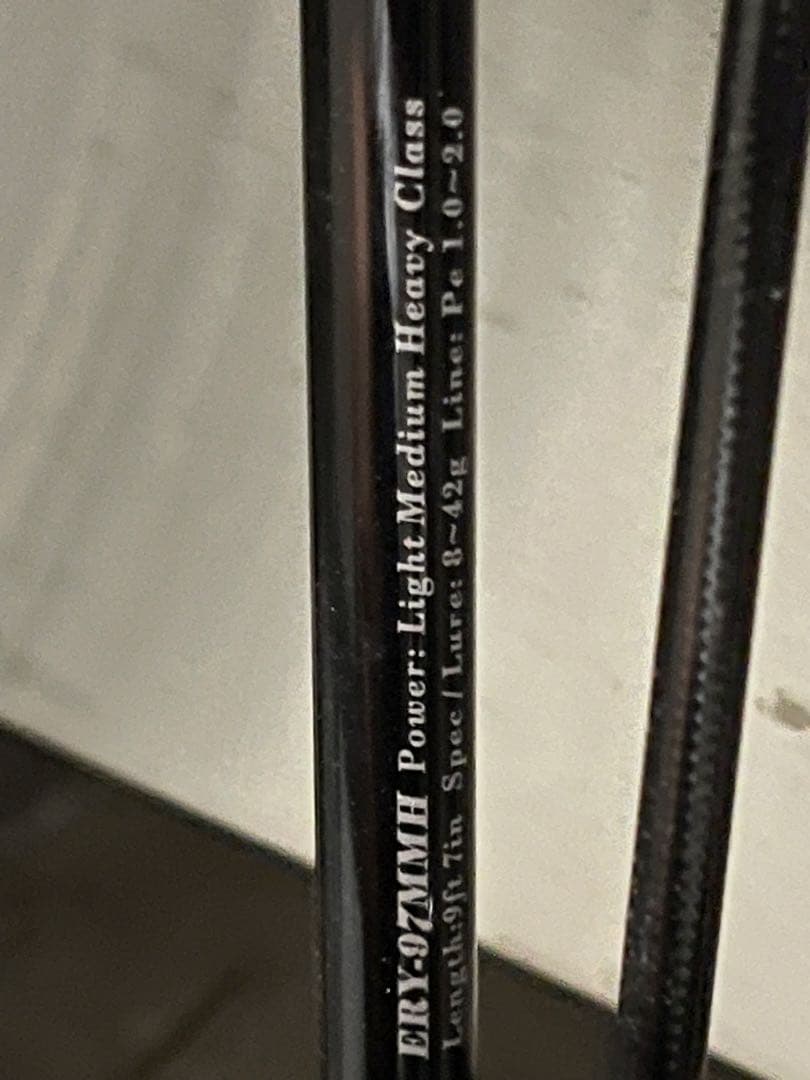 ERY-97MMH Power: Light Medium Heavy Class
Length:9ft 7in Spec / Lure: 8~42g Line: Pe 1.0~2.0